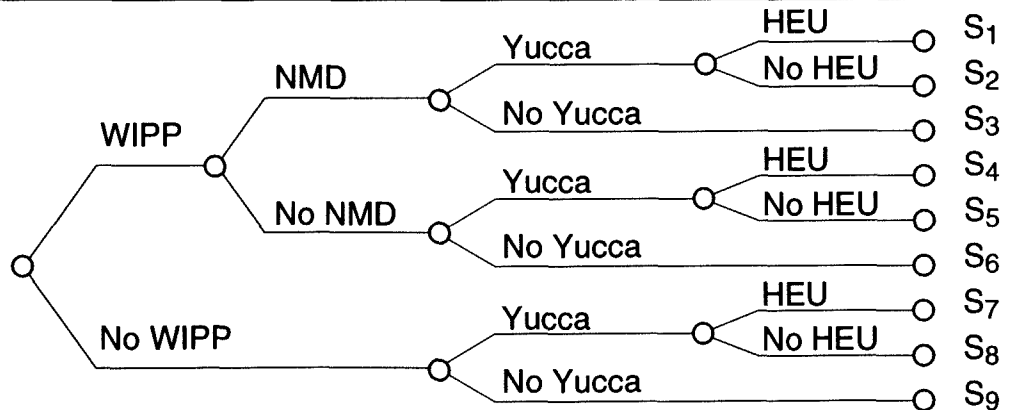 HEU S1
Yucca
No HEU S2
NMD
No Yucca S3
WIPP
HEU S4
Yucca
No HEU S5
No NMD
No Yucca S6
HEU S7
Yucca
No WIPP
No HEU S8
No Yucca S9